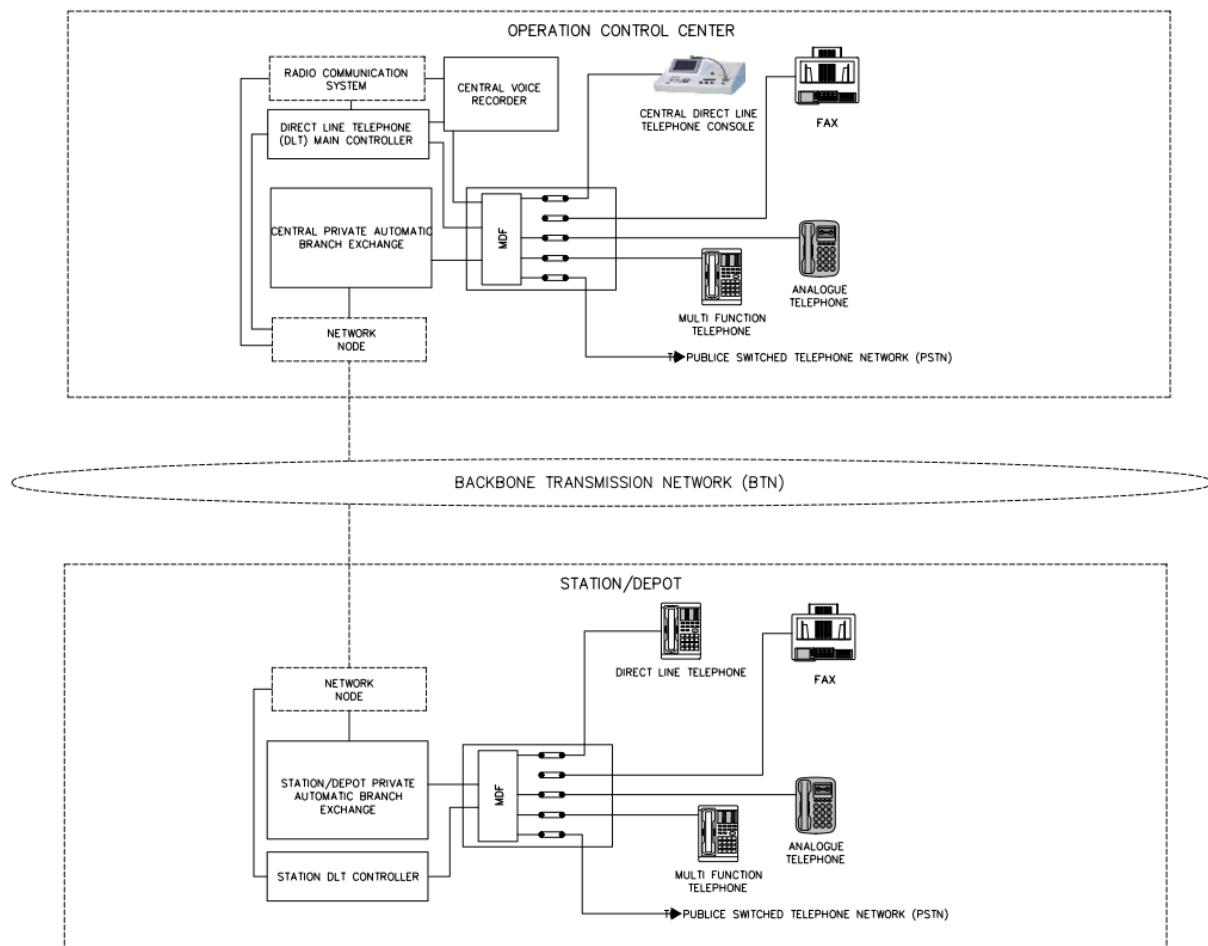 OPERATION CONTROL CENTER
RADIO COMMUNICATION
SYSTEM
CENTRAL VOICE
RECORDER
DIRECT LINE TELEPHONE
(DLT) MAIN CONTROLLER
CENTRAL DIRECT LINE
TELEPHONE CONSOLE
FAX
CENTRAL PRIVATE AUTOMATIC
BRANCH EXCHANGE
MDF
ANALOGUE
TELEPHONE
MULTI FUNCTION
TELEPHONE
NETWORK
NODE
TO PUBLICE SWITCHED TELEPHONE NETWORK (PSTN)
BACKBONE TRANSMISSION NETWORK (BTN)
STATION/DEPOT
DIRECT LINE TELEPHONE
FAX
NETWORK
NODE
STATION/DEPOT PRIVATE
AUTOMATIC BRANCH
EXCHANGE
MDF
ANALOGUE
TELEPHONE
MULTI FUNCTION
TELEPHONE
STATION DLT CONTROLLER
TO PUBLICE SWITCHED TELEPHONE NETWORK (PSTN)